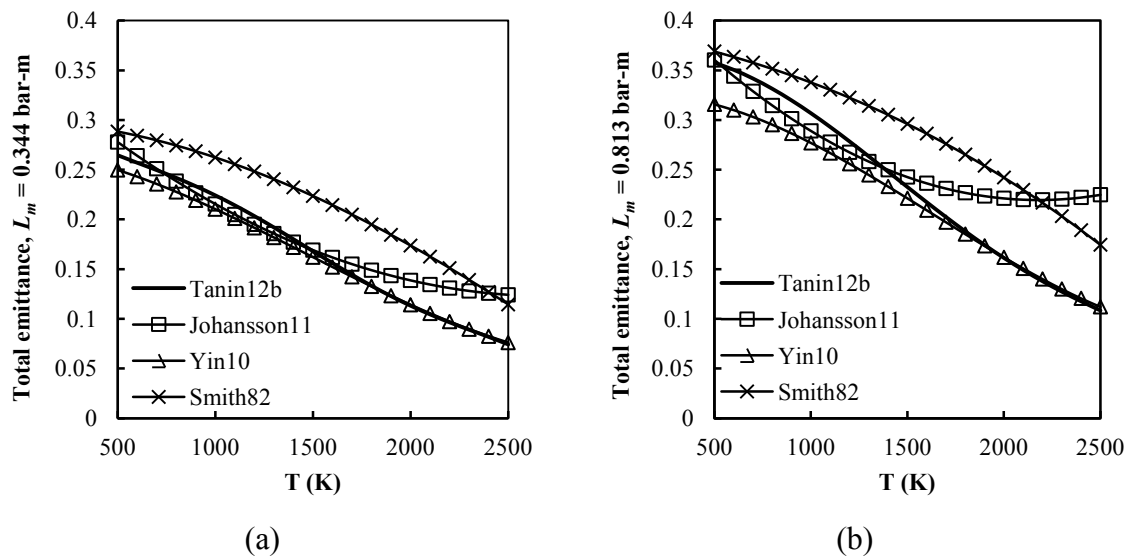 0.4
0.35
0.3
0.25
0.2
0.15
0.1
0.05
0
Total emittance, Lm = 0.344 bar-m
Tanin12b
Johansson11
Yin10
Smith82
500 1000 1500 2000 2500
T (K)
(a)
0.4
0.35
0.3
0.25
0.2
0.15
0.1
0.05
0
Total emittance, Lm = 0.813 bar-m
Tanin12b
Johansson11
Yin10
Smith82
500 1000 1500 2000 2500
T (K)
(b)